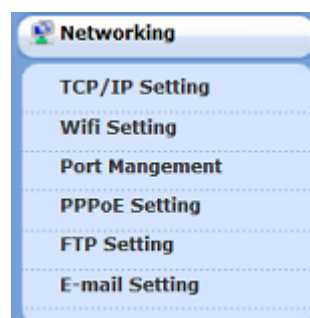 Networking
TCP/IP Setting
Wifi Setting
Port Mangement
PPPoE Setting
FTP Setting
E-mail Setting